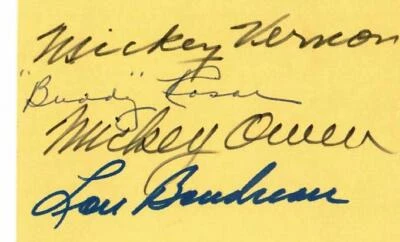 Mickey Vernon
"Buddy" Rosar
Mickey Owen
Lou Boudreau